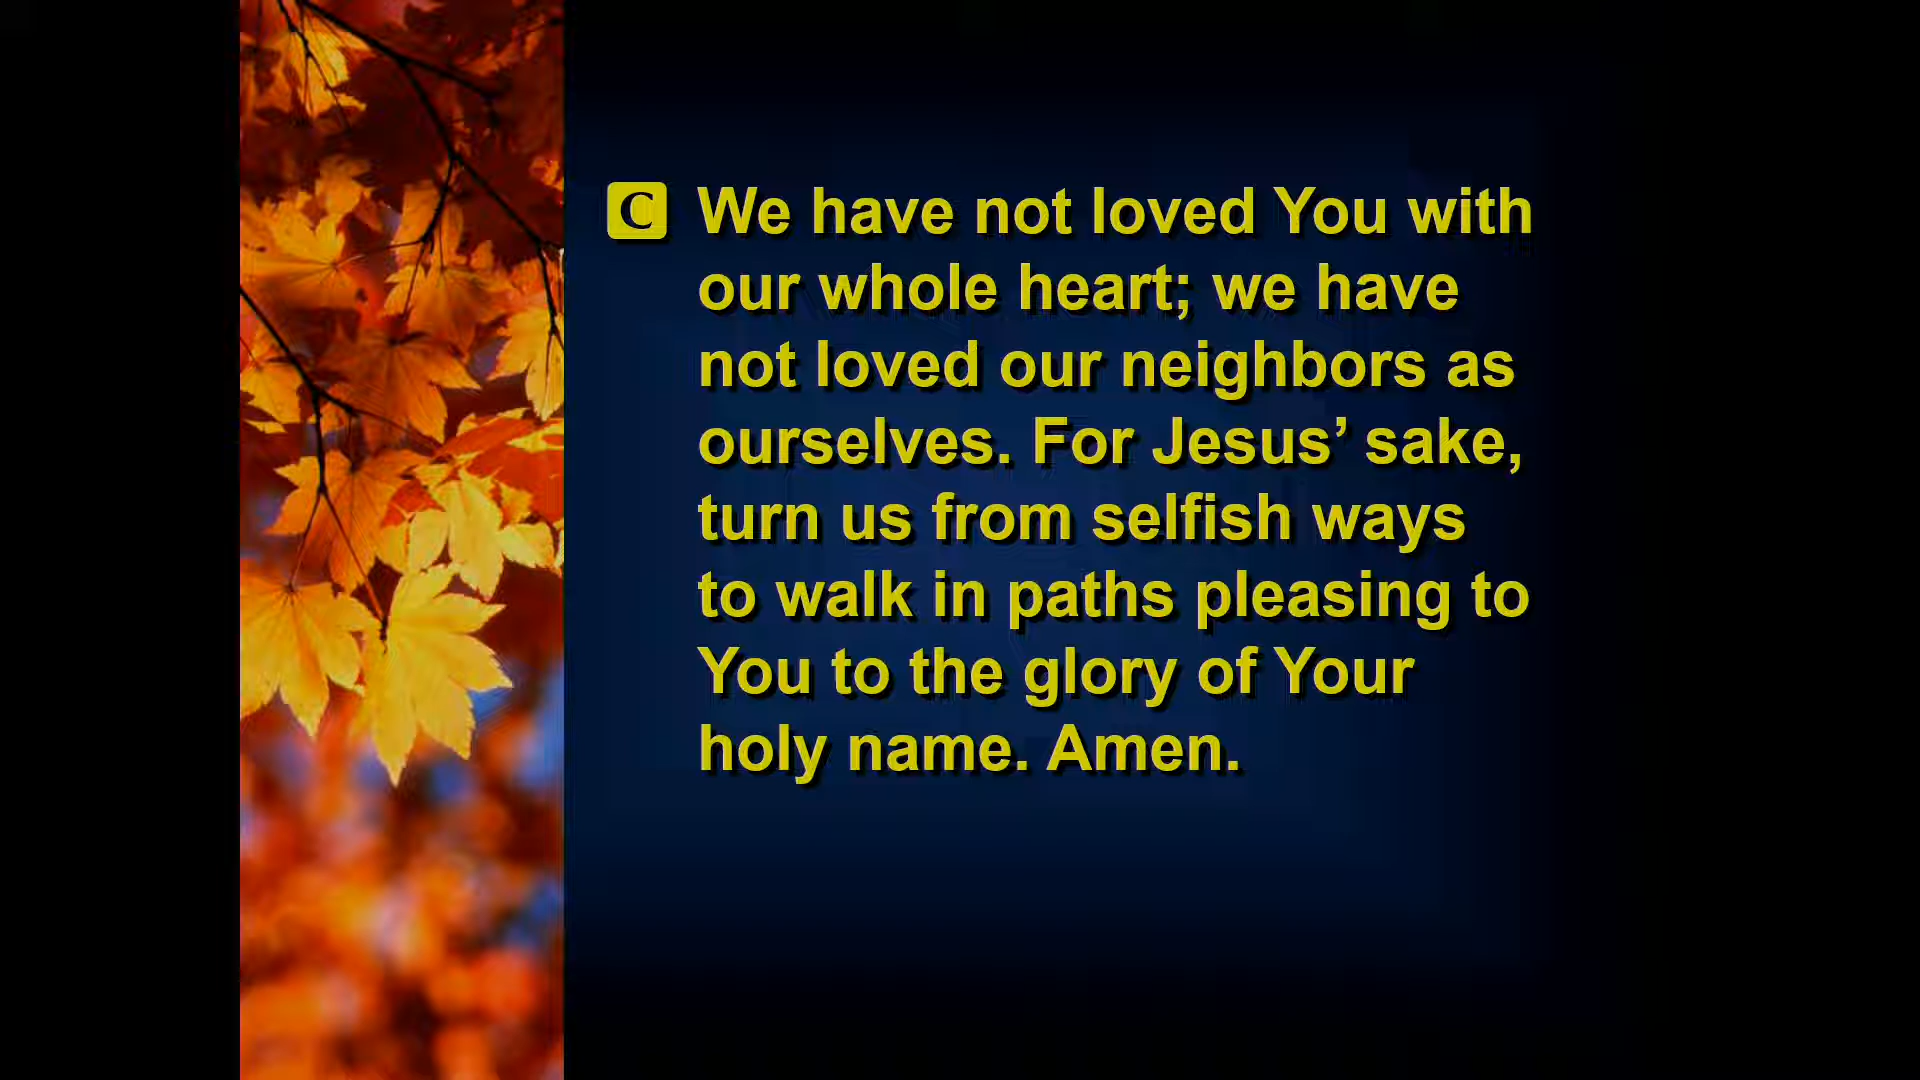 C We have not loved You with
our whole heart; we have
not loved our neighbors as
ourselves. For Jesus’ sake,
turn us from selfish ways
to walk in paths pleasing to
You to the glory of Your
holy name. Amen.